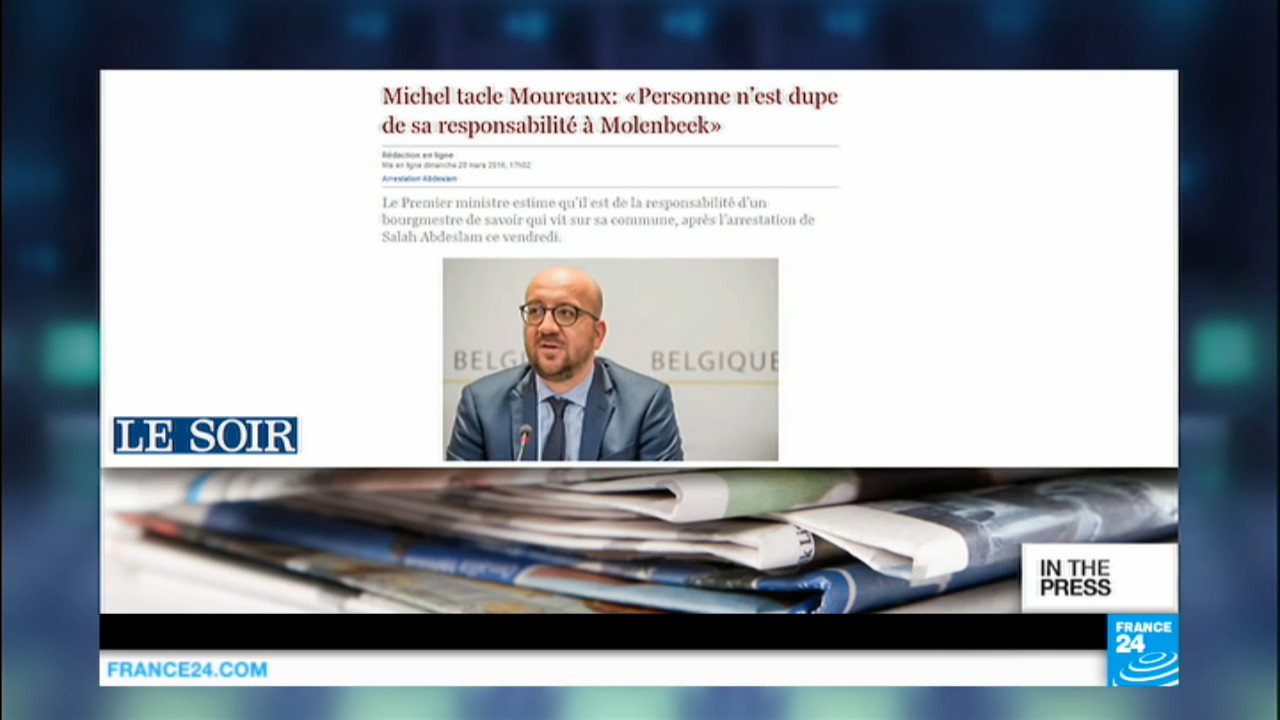 Michel tacle Moureaux: «Personne n'est dupe
de sa responsabilité à Molenbeek»
Rédaction en ligne
Mis en ligne dimanche 20 mars 2016, 17h02
Arrestation Abdeslam
Le Premier ministre estime qu'il est de la responsabilité d'un
bourgmestre de savoir qui vit sur sa commune, après l'arrestation de
Salah Abdeslam ce vendredi.
BELGI
BELGIQUE
LE SOIR
IN THE
PRESS
FRANCE
24
FRANCE24.COM